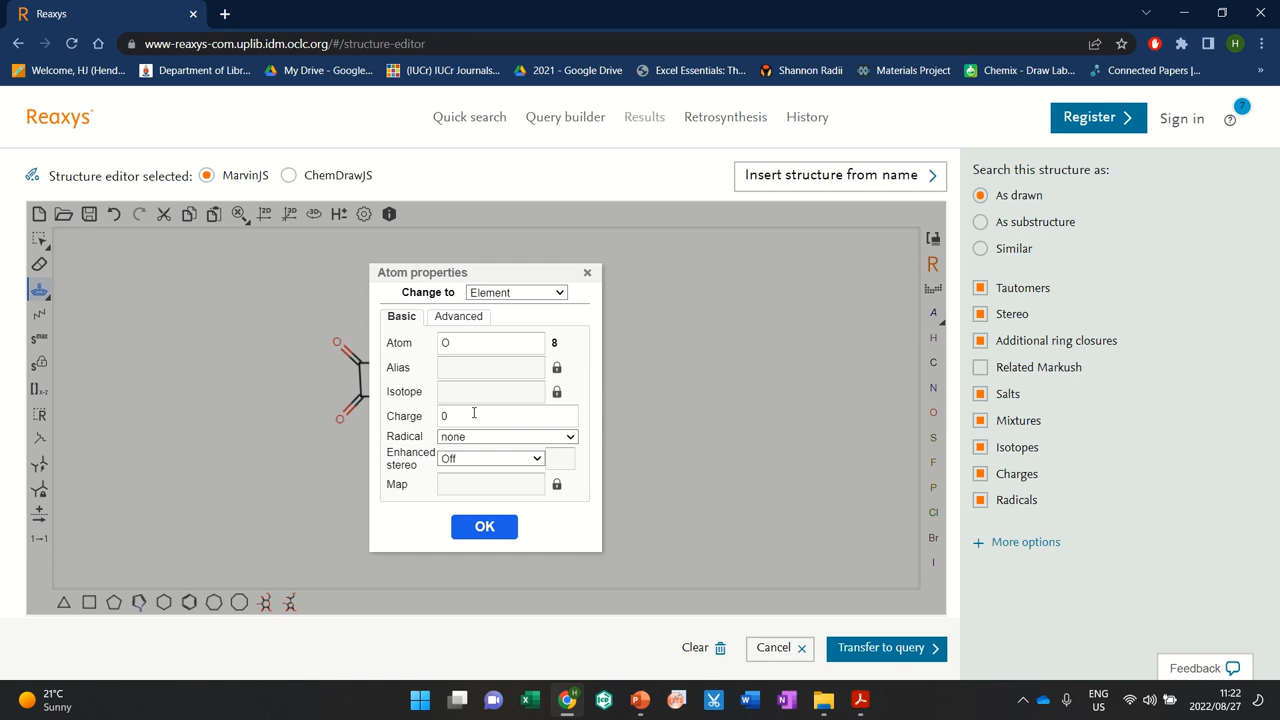 Reaxys
www-reaxys-com.uplib.idm.oclc.org/#/structure-editor
H
Welcome, HJ (Hend...
Department of Libr...
My Drive - Google...
(IUCr) IUCr Journals...
2021 - Google Drive
Excel Essentials: Th...
Shannon Radii
Materials Project
Chemix - Draw Lab...
Connected Papers |...
»
Reaxys
Quick search
Query builder
Results
Retrosynthesis
History
Register
Sign in
7
Structure editor selected:
MarvinJS
ChemDrawJS
Insert structure from name
2D
3D
3D
H±
Atom properties
Change to
Element
Basic
Advanced
Atom
O
8
Alias
Isotope
Charge
0
Radical
none
Enhanced stereo
Off
Map
OK
O
O
R
A
H
C
N
O
S
F
P
Cl
Br
I
Search this structure as:
As drawn
As substructure
Similar
Tautomers
Stereo
Additional ring closures
Related Markush
Salts
Mixtures
Isotopes
Charges
Radicals
+ More options
Clear
Cancel
Transfer to query
Feedback
21°C
Sunny
ENG
US
11:22
2022/08/27